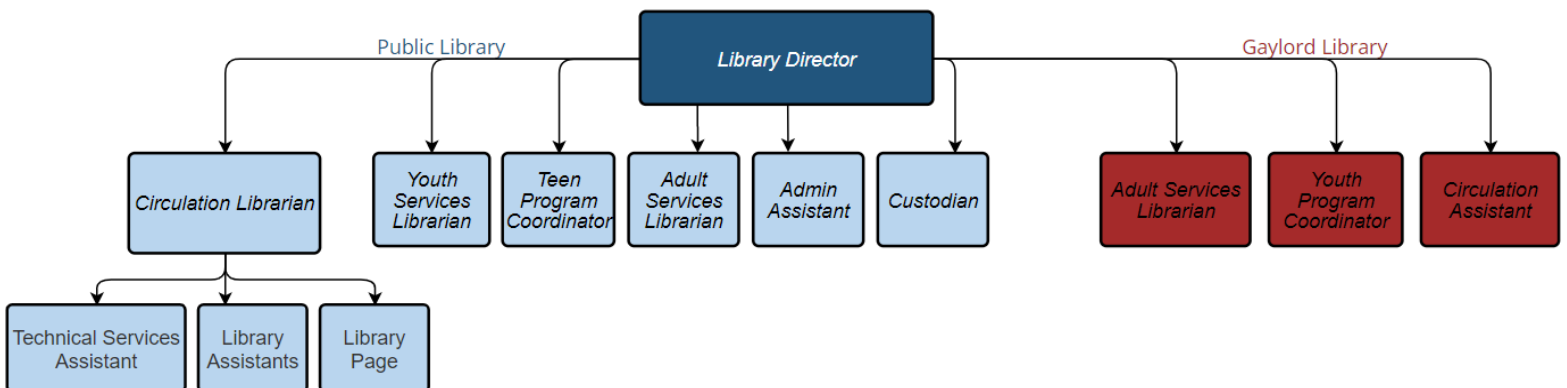 Public Library
Library Director
Gaylord Library
Circulation Librarian
Youth
Services
Librarian
Teen
Program
Coordinator
Adult
Services
Librarian
Admin
Assistant
Custodian
Adult Services
Librarian
Youth
Program
Coordinator
Circulation
Assistant
Technical Services
Assistant
Library
Assistants
Library
Page